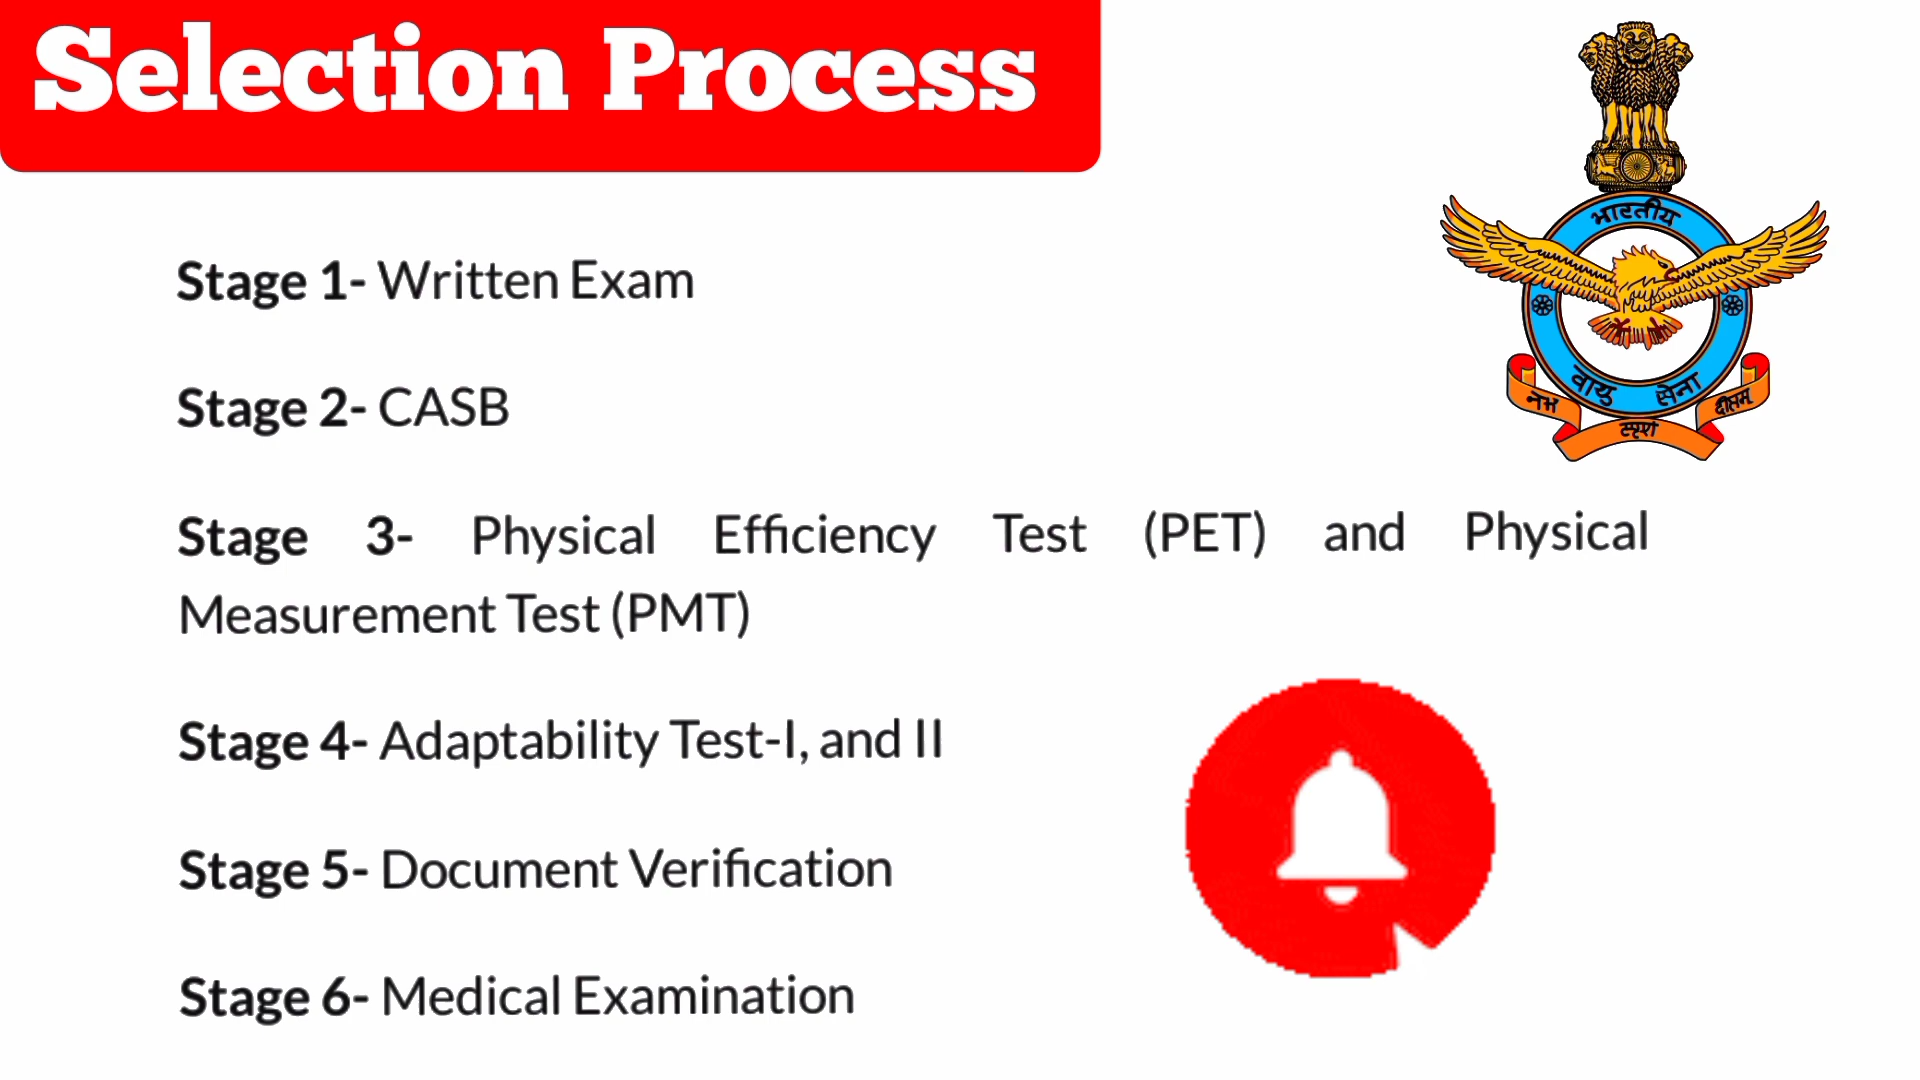 Selection Process
भारतीय
वायु सेना
नभ स्पृशं दीप्तम्
Stage 1- Written Exam
Stage 2- CASB
Stage 3- Physical Efficiency Test (PET) and Physical
Measurement Test (PMT)
Stage 4- Adaptability Test-I, and II
Stage 5- Document Verification
Stage 6- Medical Examination